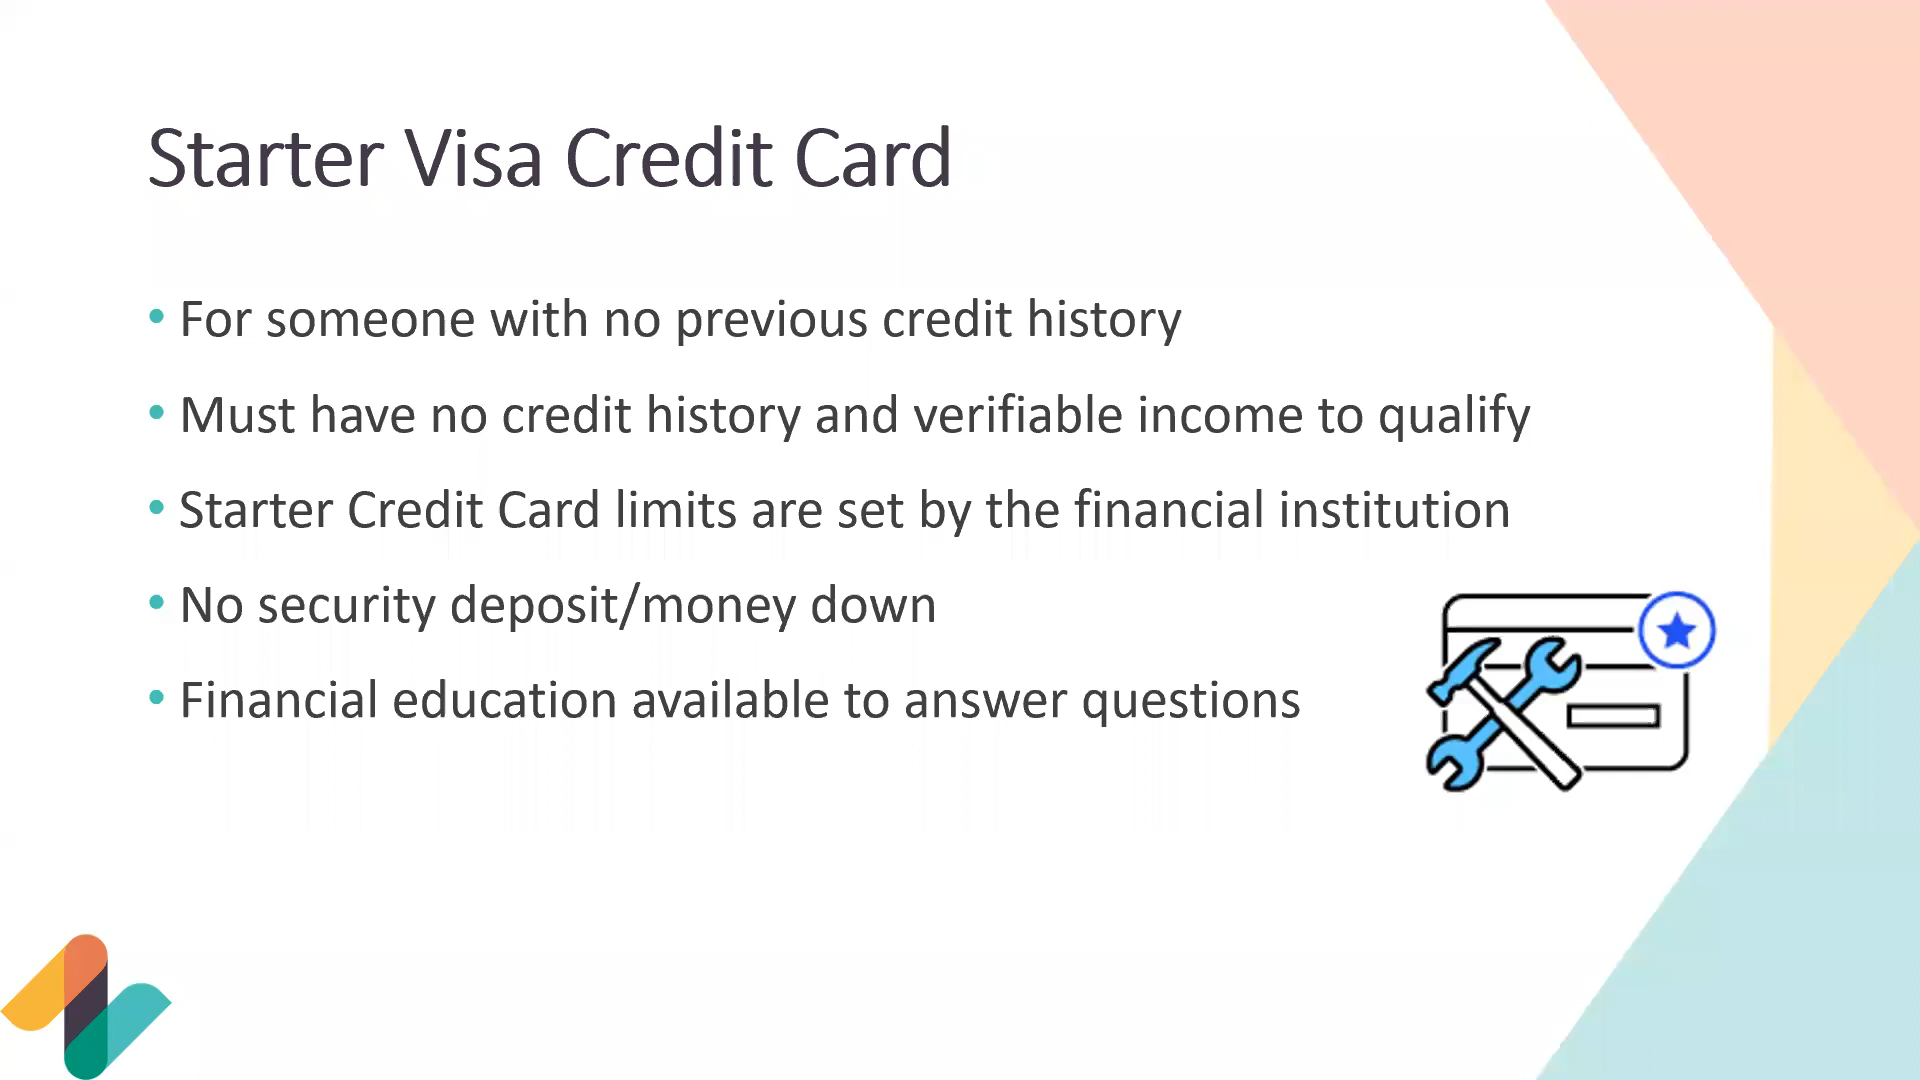 Starter Visa Credit Card
• For someone with no previous credit history
• Must have no credit history and verifiable income to qualify
• Starter Credit Card limits are set by the financial institution
• No security deposit/money down
• Financial education available to answer questions